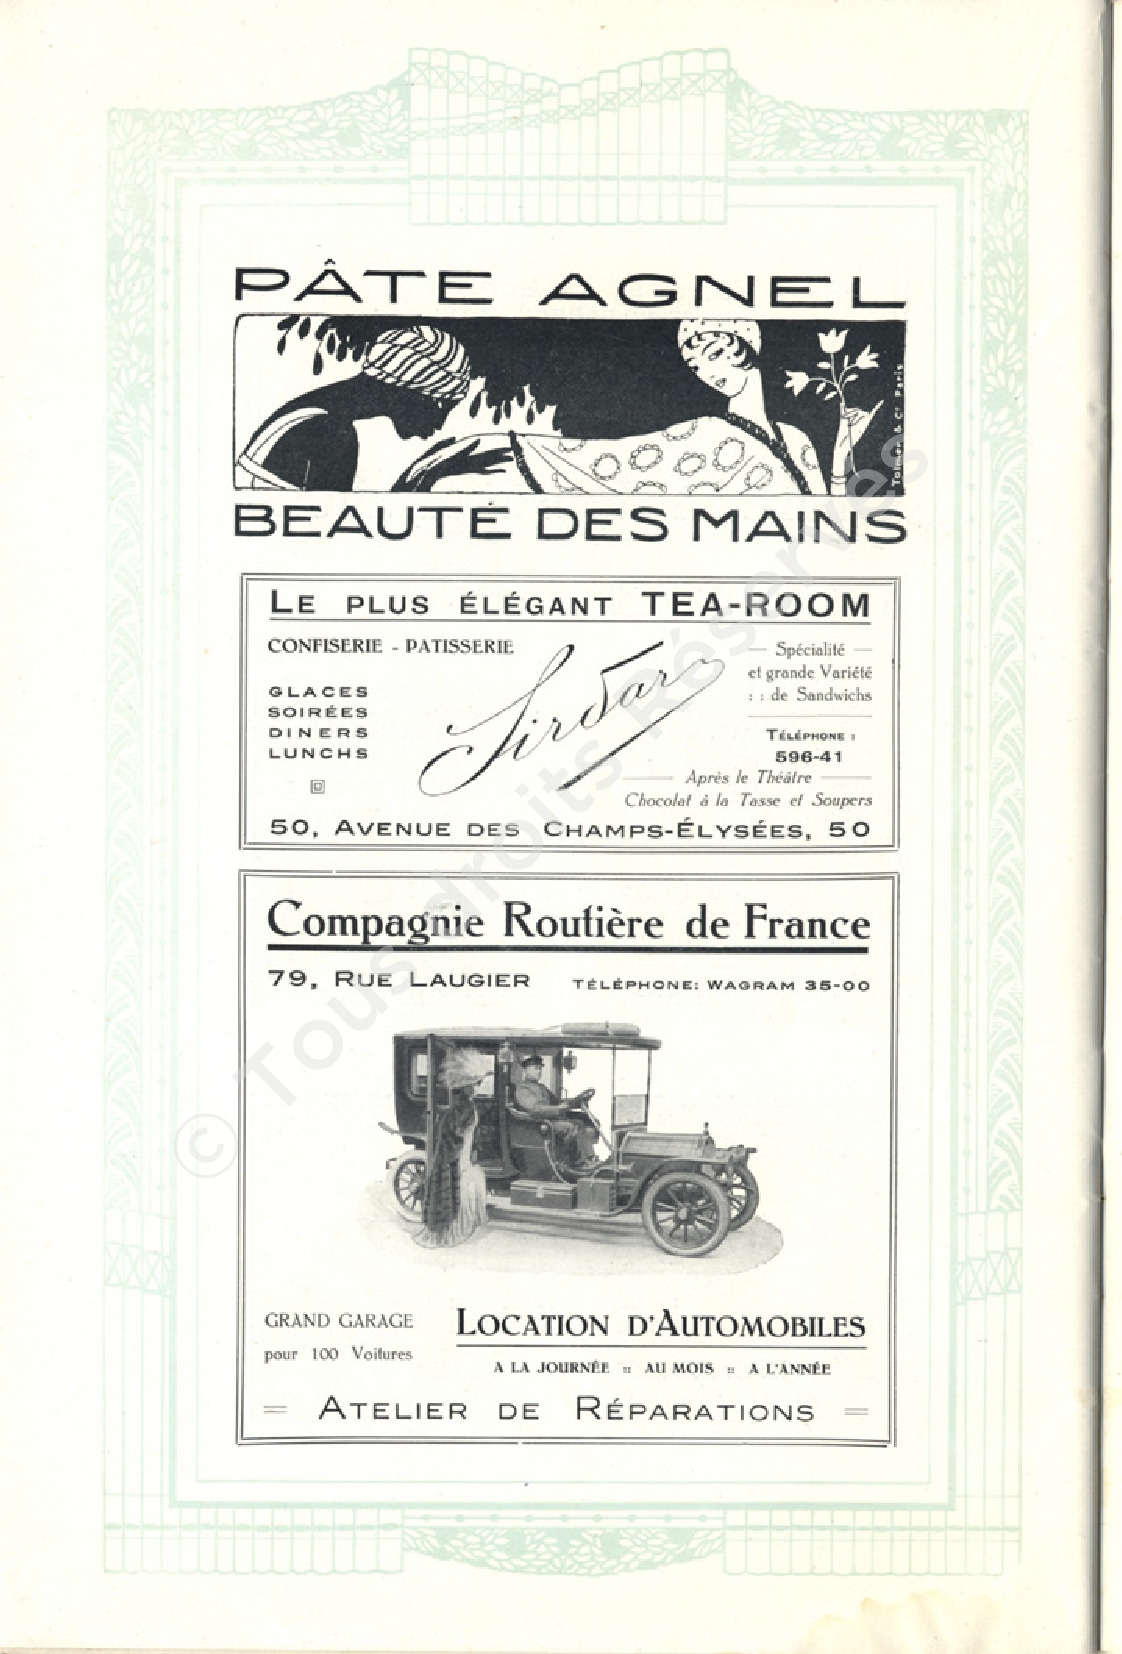 PÂTE AGNEL
Tolmer & Cie Paris
BEAUTÉ DES MAINS
LE PLUS ÉLÉGANT TEA-ROOM
CONFISERIE - PATISSERIE
GLACES
SOIRÉES
DINERS
LUNCHS
Sirdar
— Spécialité —
et grande Variété
: : de Sandwichs
TÉLÉPHONE :
596-41
Après le Théâtre
Chocolat à la Tasse et Soupers
50, AVENUE DES CHAMPS-ÉLYSÉES, 50
Compagnie Routière de France
79, RUE LAUGIER
TÉLÉPHONE: WAGRAM 35-00
GRAND GARAGE
pour 100 Voitures
LOCATION D'AUTOMOBILES
A LA JOURNÉE :: AU MOIS :: A L'ANNÉE
= ATELIER DE RÉPARATIONS =
© Tous droits Réservés